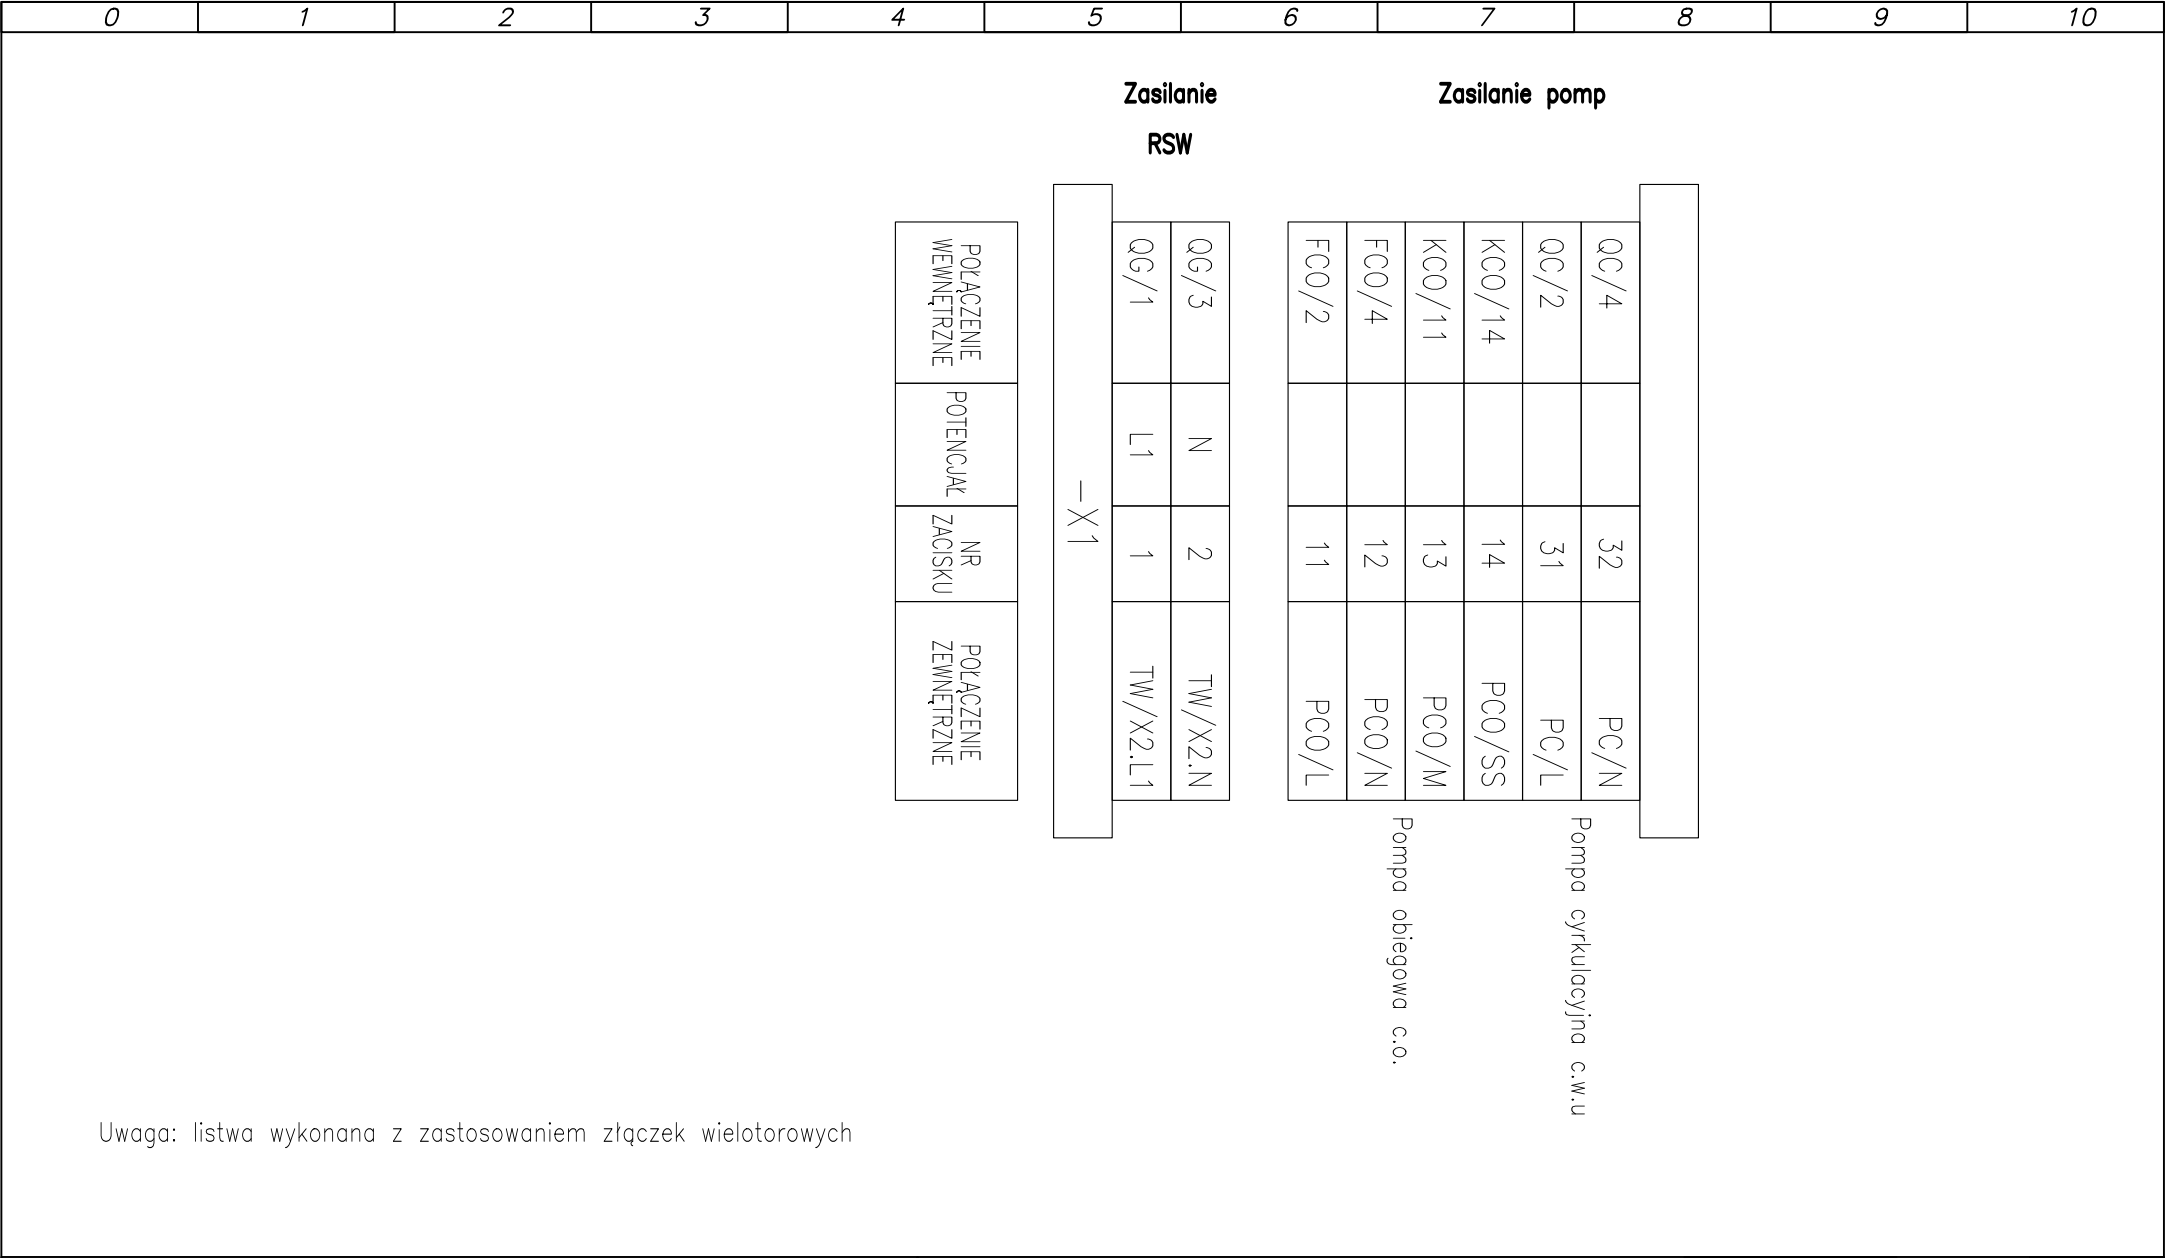 0 1 2 3 4 5 6 7 8 9 10
Zasilanie
RSW
Zasilanie pomp
POŁĄCZENIE
WEWNĘTRZNE
POTENCJAŁ
NR
ZACISKU
POŁĄCZENIE
ZEWNĘTRZNE
-X1
QG/1 L1 1 TW/X2.L1
QG/3 N 2 TW/X2.N
FCO/2 11 PCO/L
FCO/4 12 PCO/N
KCO/11 13 PCO/M
KCO/14 14 PCO/SS
QC/2 31 PC/L
QC/4 32 PC/N
Pompa obiegowa c.o.
Pompa cyrkulacyjna c.w.u
Uwaga: listwa wykonana z zastosowaniem złączek wielotorowych